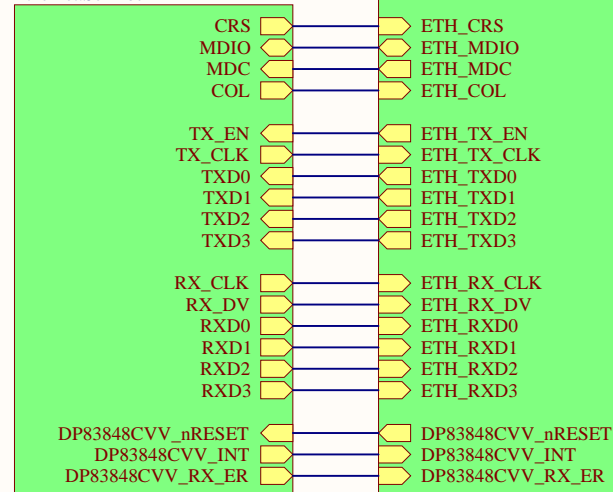 CRS ETH_CRS
MDIO ETH_MDIO
MDC ETH_MDC
COL ETH_COL
TX_EN ETH_TX_EN
TX_CLK ETH_TX_CLK
TXD0 ETH_TXD0
TXD1 ETH_TXD1
TXD2 ETH_TXD2
TXD3 ETH_TXD3
RX_CLK ETH_RX_CLK
RX_DV ETH_RX_DV
RXD0 ETH_RXD0
RXD1 ETH_RXD1
RXD2 ETH_RXD2
RXD3 ETH_RXD3
DP83848CVV_nRESET DP83848CVV_nRESET
DP83848CVV_INT DP83848CVV_INT
DP83848CVV_RX_ER DP83848CVV_RX_ER